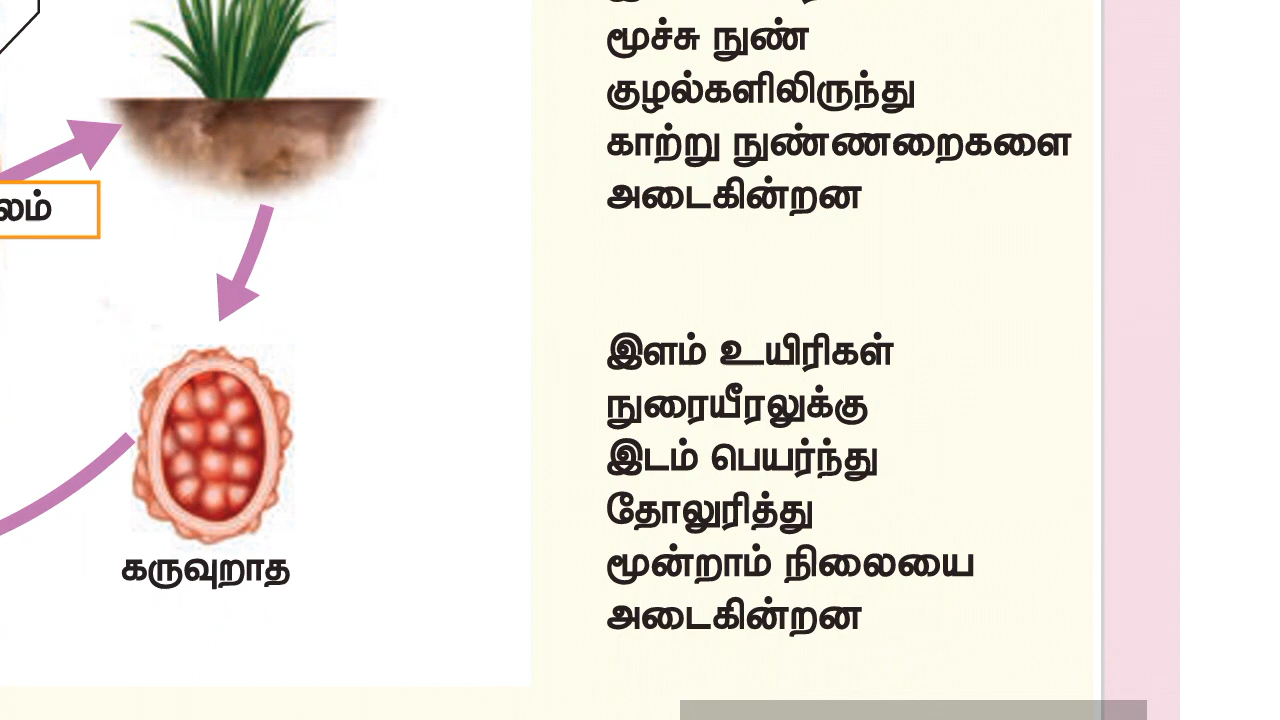 மூச்சு நுண்
குழல்களிலிருந்து
காற்று நுண்ணறைகளை
அடைகின்றன
இளம் உயிரிகள்
நுரையீரலுக்கு
இடம் பெயர்ந்து
தோலுரித்து
மூன்றாம் நிலையை
அடைகின்றன
கருவுறாத